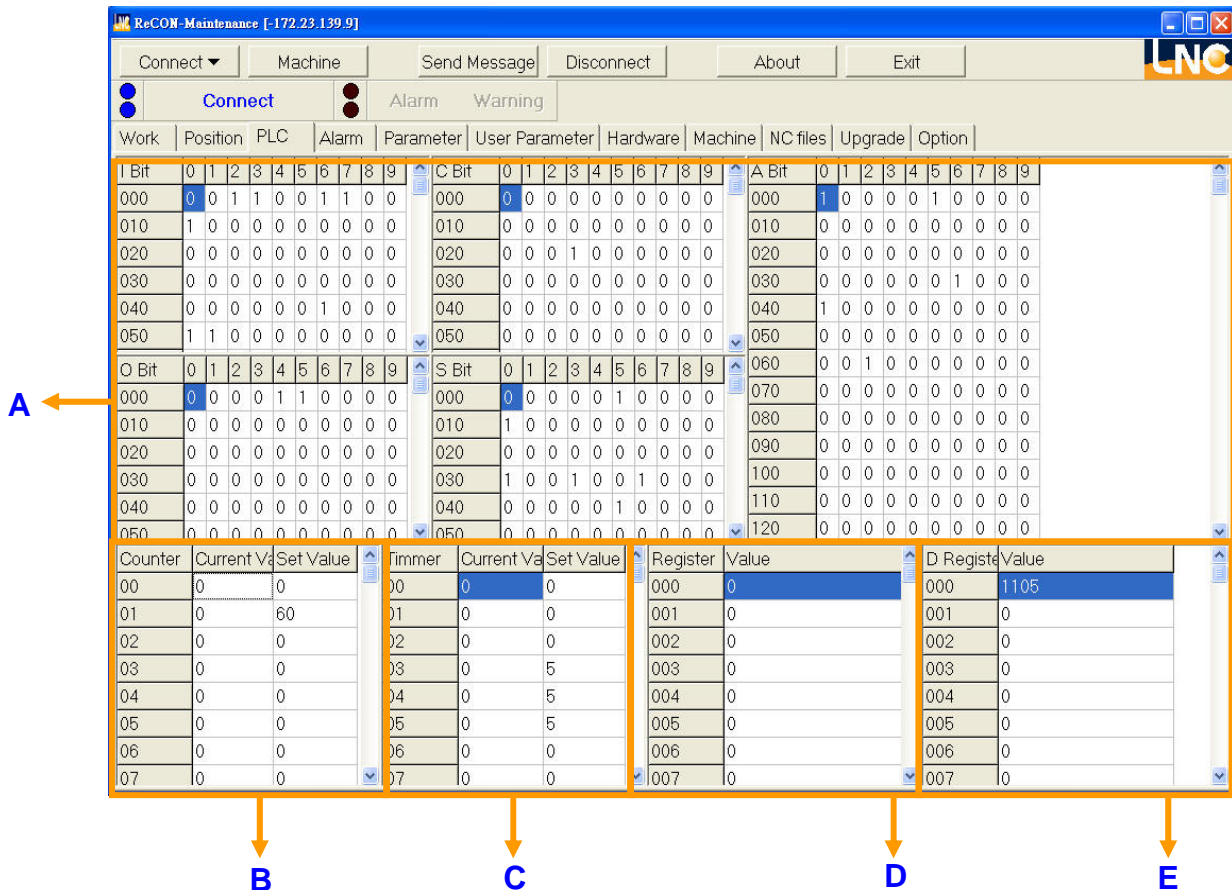 ReCON-Maintenance [-172.23.139.9]
Connect Machine Send Message Disconnect About Exit
LNC
Connect Alarm Warning
Work Position PLC Alarm Parameter User Parameter Hardware Machine NC files Upgrade Option
I Bit 0 1 2 3 4 5 6 7 8 9
000 0 0 1 1 0 0 1 1 0 0
010 1 0 0 0 0 0 0 0 0 0
020 0 0 0 0 0 0 0 0 0 0
030 0 0 0 0 0 0 0 0 0 0
040 0 0 0 0 0 0 1 0 0 0
050 1 1 0 0 0 0 0 0 0 0
C Bit 0 1 2 3 4 5 6 7 8 9
000 0 0 0 0 0 0 0 0 0 0
010 0 0 0 0 0 0 0 0 0 0
020 0 0 0 1 0 0 0 0 0 0
030 0 0 0 0 0 0 0 0 0 0
040 0 0 0 0 0 0 0 0 0 0
050 0 0 0 0 0 0 0 0 0 0
A Bit 0 1 2 3 4 5 6 7 8 9
000 1 0 0 0 0 1 0 0 0 0
010 0 0 0 0 0 0 0 0 0 0
020 0 0 0 0 0 0 0 0 0 0
030 0 0 0 0 0 0 1 0 0 0
040 1 0 0 0 0 0 0 0 0 0
050 0 0 0 0 0 0 0 0 0 0
060 0 0 1 0 0 0 0 0 0 0
070 0 0 0 0 0 0 0 0 0 0
080 0 0 0 0 0 0 0 0 0 0
090 0 0 0 0 0 0 0 0 0 0
100 0 0 0 0 0 0 0 0 0 0
110 0 0 0 0 0 0 0 0 0 0
120 0 0 0 0 0 0 0 0 0 0
O Bit 0 1 2 3 4 5 6 7 8 9
000 0 0 0 0 1 1 0 0 0 0
010 0 0 0 0 0 0 0 0 0 0
020 0 0 0 0 0 0 0 0 0 0
030 0 0 0 0 0 0 0 0 0 0
040 0 0 0 0 0 0 0 0 0 0
050 0 0 0 0 0 0 0 0 0 0
S Bit 0 1 2 3 4 5 6 7 8 9
000 0 0 0 0 0 1 0 0 0 0
010 1 0 0 0 0 0 0 0 0 0
020 0 0 0 0 0 0 0 0 0 0
030 1 0 0 1 0 0 1 0 0 0
040 0 0 0 0 0 1 0 0 0 0
050 0 0 0 0 0 0 0 0 0 0
A
Counter Current Va Set Value
00 0 0
01 0 60
02 0 0
03 0 0
04 0 0
05 0 0
06 0 0
07 0 0
Timmer Current Va Set Value
00 0 0
01 0 0
02 0 0
03 0 5
04 0 5
05 0 5
06 0 0
07 0 0
Register Value
000 0
001 0
002 0
003 0
004 0
005 0
006 0
007 0
D Registe Value
000 1105
001 0
002 0
003 0
004 0
005 0
006 0
007 0
B C D E